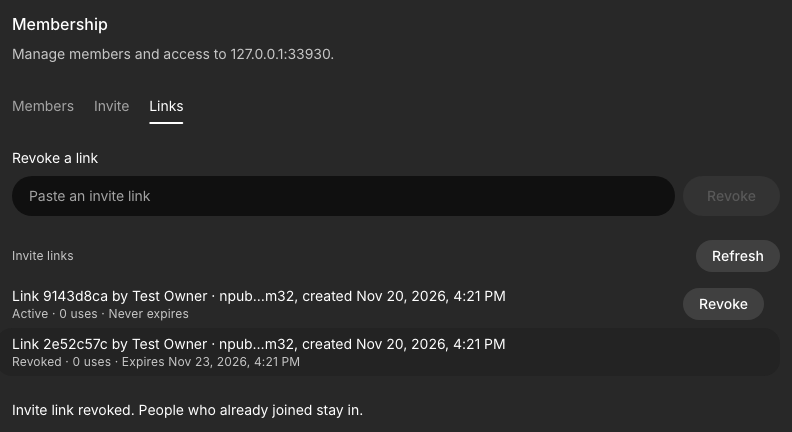 Membership
Manage members and access to 127.0.0.1:33930.
Members Invite Links
Revoke a link
Paste an invite link Revoke
Invite links Refresh
Link 9143d8ca by Test Owner · npub...m32, created Nov 20, 2026, 4:21 PM
Active · 0 uses · Never expires
Revoke
Link 2e52c57c by Test Owner · npub...m32, created Nov 20, 2026, 4:21 PM
Revoked · 0 uses · Expires Nov 23, 2026, 4:21 PM
Invite link revoked. People who already joined stay in.